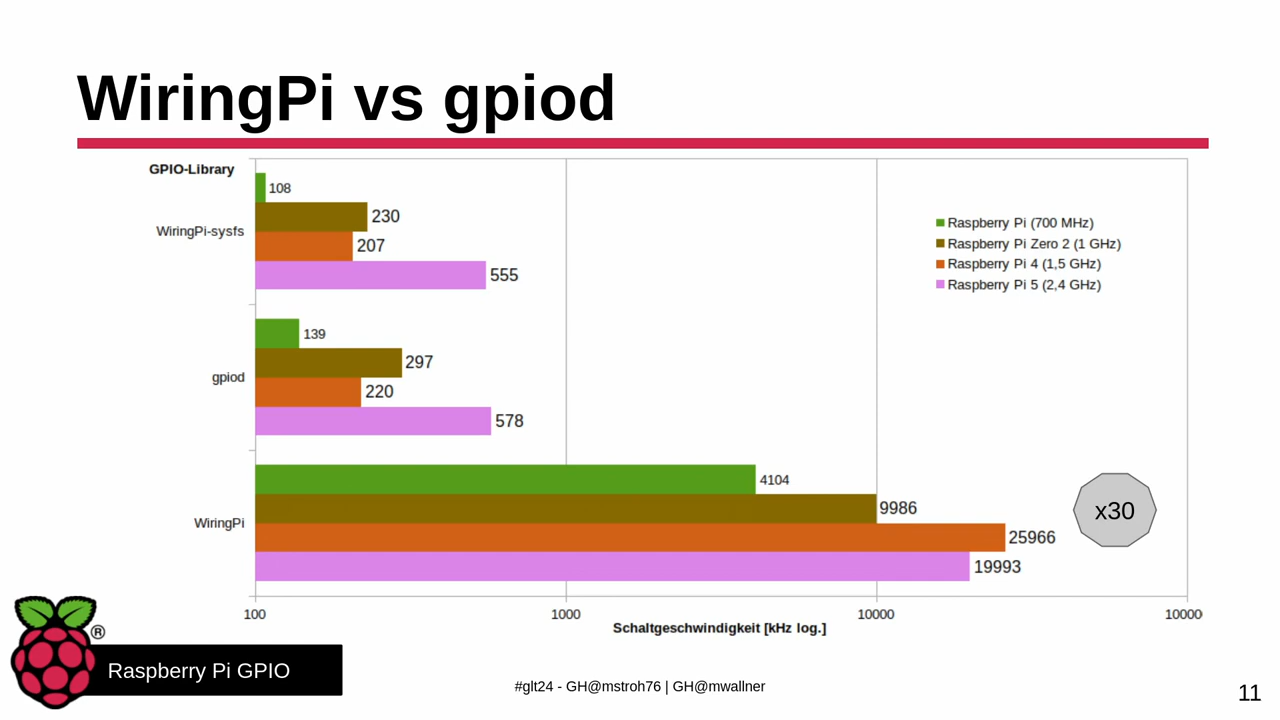 WiringPi vs gpiod
GPIO-Library
108
WiringPi-sysfs
230
207
555
Raspberry Pi (700 MHz)
Raspberry Pi Zero 2 (1 GHz)
Raspberry Pi 4 (1,5 GHz)
Raspberry Pi 5 (2,4 GHz)
139
gpiod
297
220
578
4104
WiringPi
9986
25966
19993
x30
100
1000
10000
10000
Schaltgeschwindigkeit [kHz log.]
®
Raspberry Pi GPIO
#glt24 - GH@mstroh76 | GH@mwallner
11